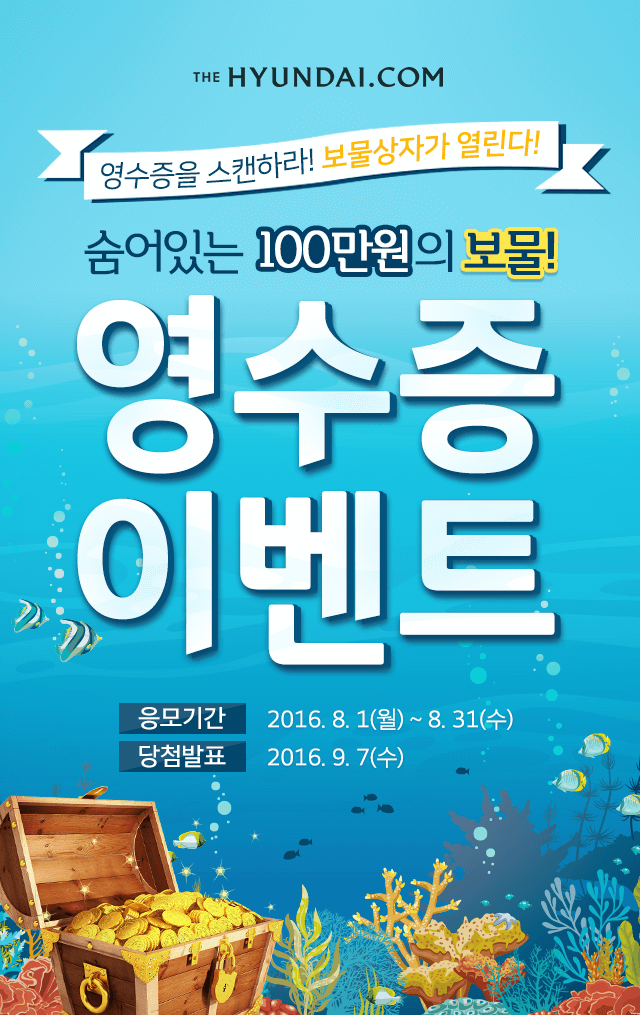 THE HYUNDAI.COM
영수증을 스캔하라! 보물상자가 열린다!
숨어있는 100만원의 보물!
영수증
이벤트
응모기간 2016. 8. 1(월) ~ 8. 31(수)
당첨발표 2016. 9. 7(수)